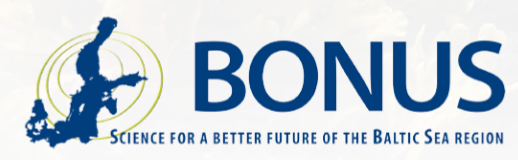 BONUS
SCIENCE FOR A BETTER FUTURE OF THE BALTIC SEA REGION